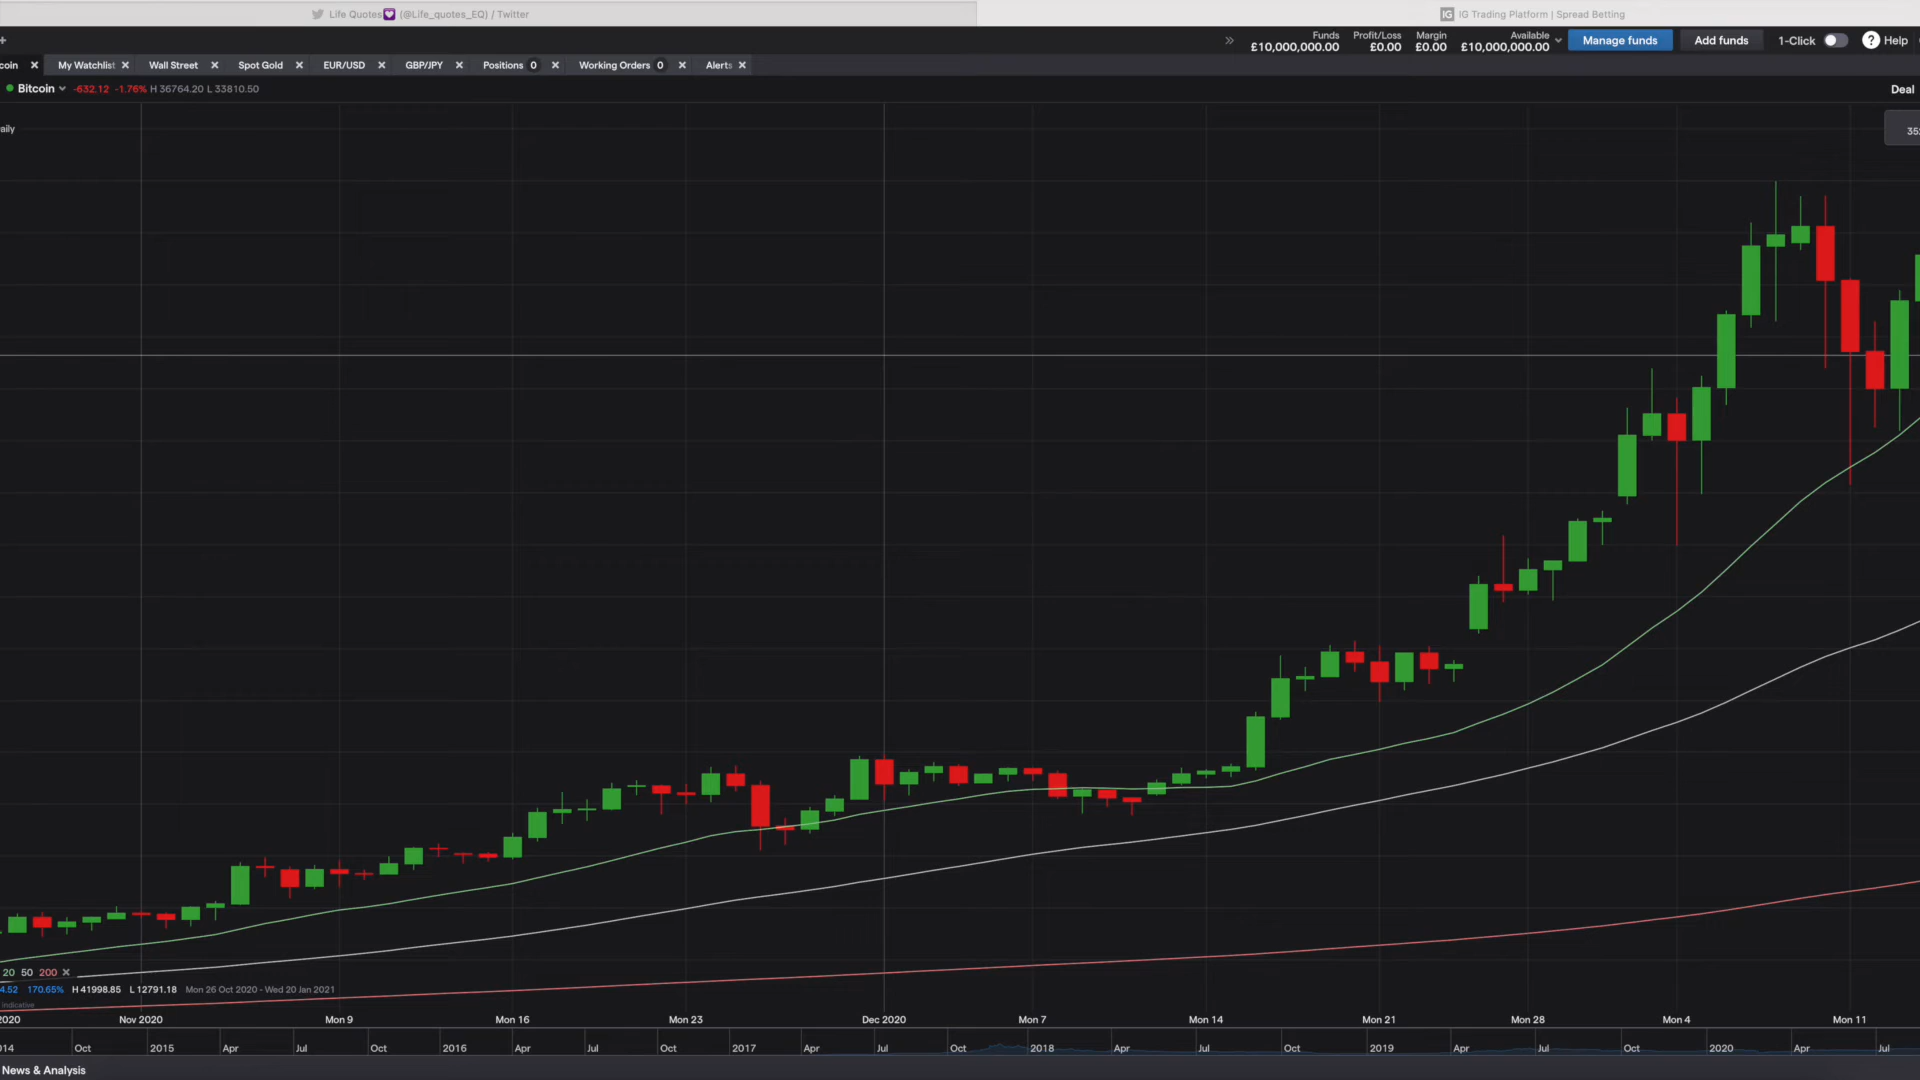 Life Quotes💜 (@Life_quotes_EQ) / Twitter
IG IG Trading Platform | Spread Betting
Funds Profit/Loss Margin Available
£10,000,000.00 £0.00 £0.00 £10,000,000.00
Manage funds Add funds 1-Click ? Help
coin My Watchlist Wall Street Spot Gold EUR/USD GBP/JPY Positions 0 Working Orders 0 Alerts
Bitcoin -632.12 -1.76% H 36764.20 L 33810.50
Deal
aily
352
20 50 200
4.52 170.65% H 41998.85 L 12791.18 Mon 26 Oct 2020 - Wed 20 Jan 2021
indicative
2020 Nov 2020 Mon 9 Mon 16 Mon 23 Dec 2020 Mon 7 Mon 14 Mon 21 Mon 28 Mon 4 Mon 11
014 Oct 2015 Apr Jul Oct 2016 Apr Jul Oct 2017 Apr Jul Oct 2018 Apr Jul Oct 2019 Apr Jul Oct 2020 Apr Jul
News & Analysis